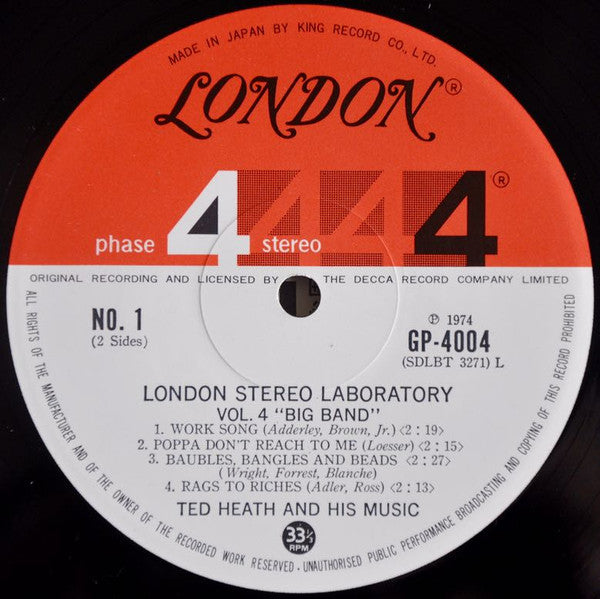 MADE IN JAPAN BY KING RECORD CO., LTD.
LONDON®
phase 4 stereo 4 4 4®
ORIGINAL RECORDING AND LICENSED BY THE DECCA RECORD COMPANY LIMITED
NO. 1
(2 Sides)
℗ 1974
GP-4004
(SDLBT 3271) L
LONDON STEREO LABORATORY
VOL. 4 "BIG BAND"
1. WORK SONG (Adderley, Brown, Jr.) <2:19>
2. POPPA DON'T REACH TO ME (Loesser) <2:15>
3. BAUBLES, BANGLES AND BEADS <2:27>
(Wright, Forrest, Blanche)
4. RAGS TO RICHES (Adler, Ross) <2:13>
TED HEATH AND HIS MUSIC
33⅓
RPM
ALL RIGHTS OF THE MANUFACTURER AND OF THE OWNER OF THE RECORDED WORK RESERVED · UNAUTHORISED PUBLIC PERFORMANCE BROADCASTING AND COPYING OF THIS RECORD PROHIBITED